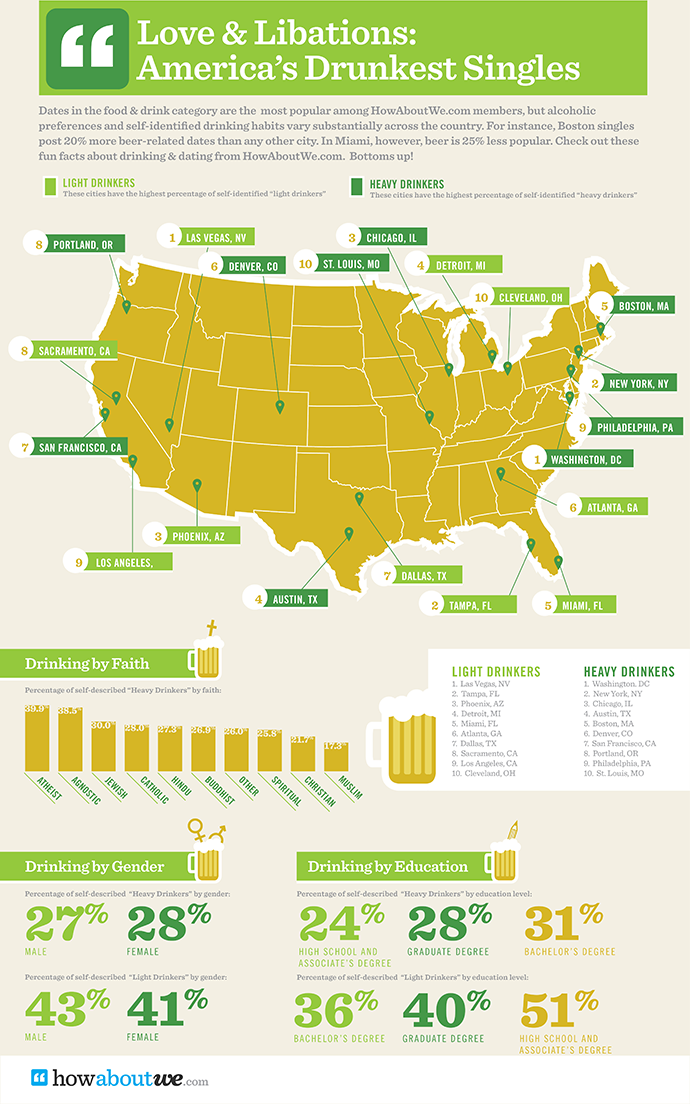 Love & Libations:
America's Drunkest Singles
Dates in the food & drink category are the most popular among HowAboutWe.com members, but alcoholic
preferences and self-identified drinking habits vary substantially across the country. For instance, Boston singles
post 20% more beer-related dates than any other city. In Miami, however, beer is 25% less popular. Check out these
fun facts about drinking & dating from HowAboutWe.com. Bottoms up!
LIGHT DRINKERS
These cities have the highest percentage of self-identified "light drinkers"
HEAVY DRINKERS
These cities have the highest percentage of self-identified "heavy drinkers"
8 PORTLAND, OR
1 LAS VEGAS, NV
6 DENVER, CO
3 CHICAGO, IL
10 ST. LOUIS, MO
4 DETROIT, MI
10 CLEVELAND, OH
5 BOSTON, MA
8 SACRAMENTO, CA
2 NEW YORK, NY
9 PHILADELPHIA, PA
7 SAN FRANCISCO, CA
1 WASHINGTON, DC
6 ATLANTA, GA
3 PHOENIX, AZ
9 LOS ANGELES,
7 DALLAS, TX
4 AUSTIN, TX
2 TAMPA, FL
5 MIAMI, FL
Drinking by Faith
Percentage of self-described "Heavy Drinkers" by faith:
39.9% 38.5% 30.0% 28.0% 27.3% 26.9% 26.0% 25.8% 21.7% 17.3%
ATHEIST AGNOSTIC JEWISH CATHOLIC HINDU BUDDHIST OTHER SPIRITUAL CHRISTIAN MUSLIM
LIGHT DRINKERS
1. Las Vegas, NV
2. Tampa, FL
3. Phoenix, AZ
4. Detroit, MI
5. Miami, FL
6. Atlanta, GA
7. Dallas, TX
8. Sacramento, CA
9. Los Angeles, CA
10. Cleveland, OH
HEAVY DRINKERS
1. Washington. DC
2. New York, NY
3. Chicago, IL
4. Austin, TX
5. Boston, MA
6. Denver, CO
7. San Francisco, CA
8. Portland, OR
9. Philadelphia, PA
10. St. Louis, MO
Drinking by Gender
Percentage of self-described "Heavy Drinkers" by gender:
27% 28%
MALE FEMALE
Percentage of self-described "Light Drinkers" by gender:
43% 41%
MALE FEMALE
Drinking by Education
Percentage of self-described "Heavy Drinkers" by education level:
24% 28% 31%
HIGH SCHOOL AND GRADUATE DEGREE BACHELOR'S DEGREE
ASSOCIATE'S DEGREE
Percentage of self-described "Light Drinkers" by education level:
36% 40% 51%
BACHELOR'S DEGREE GRADUATE DEGREE HIGH SCHOOL AND
ASSOCIATE'S DEGREE
howaboutwe.com